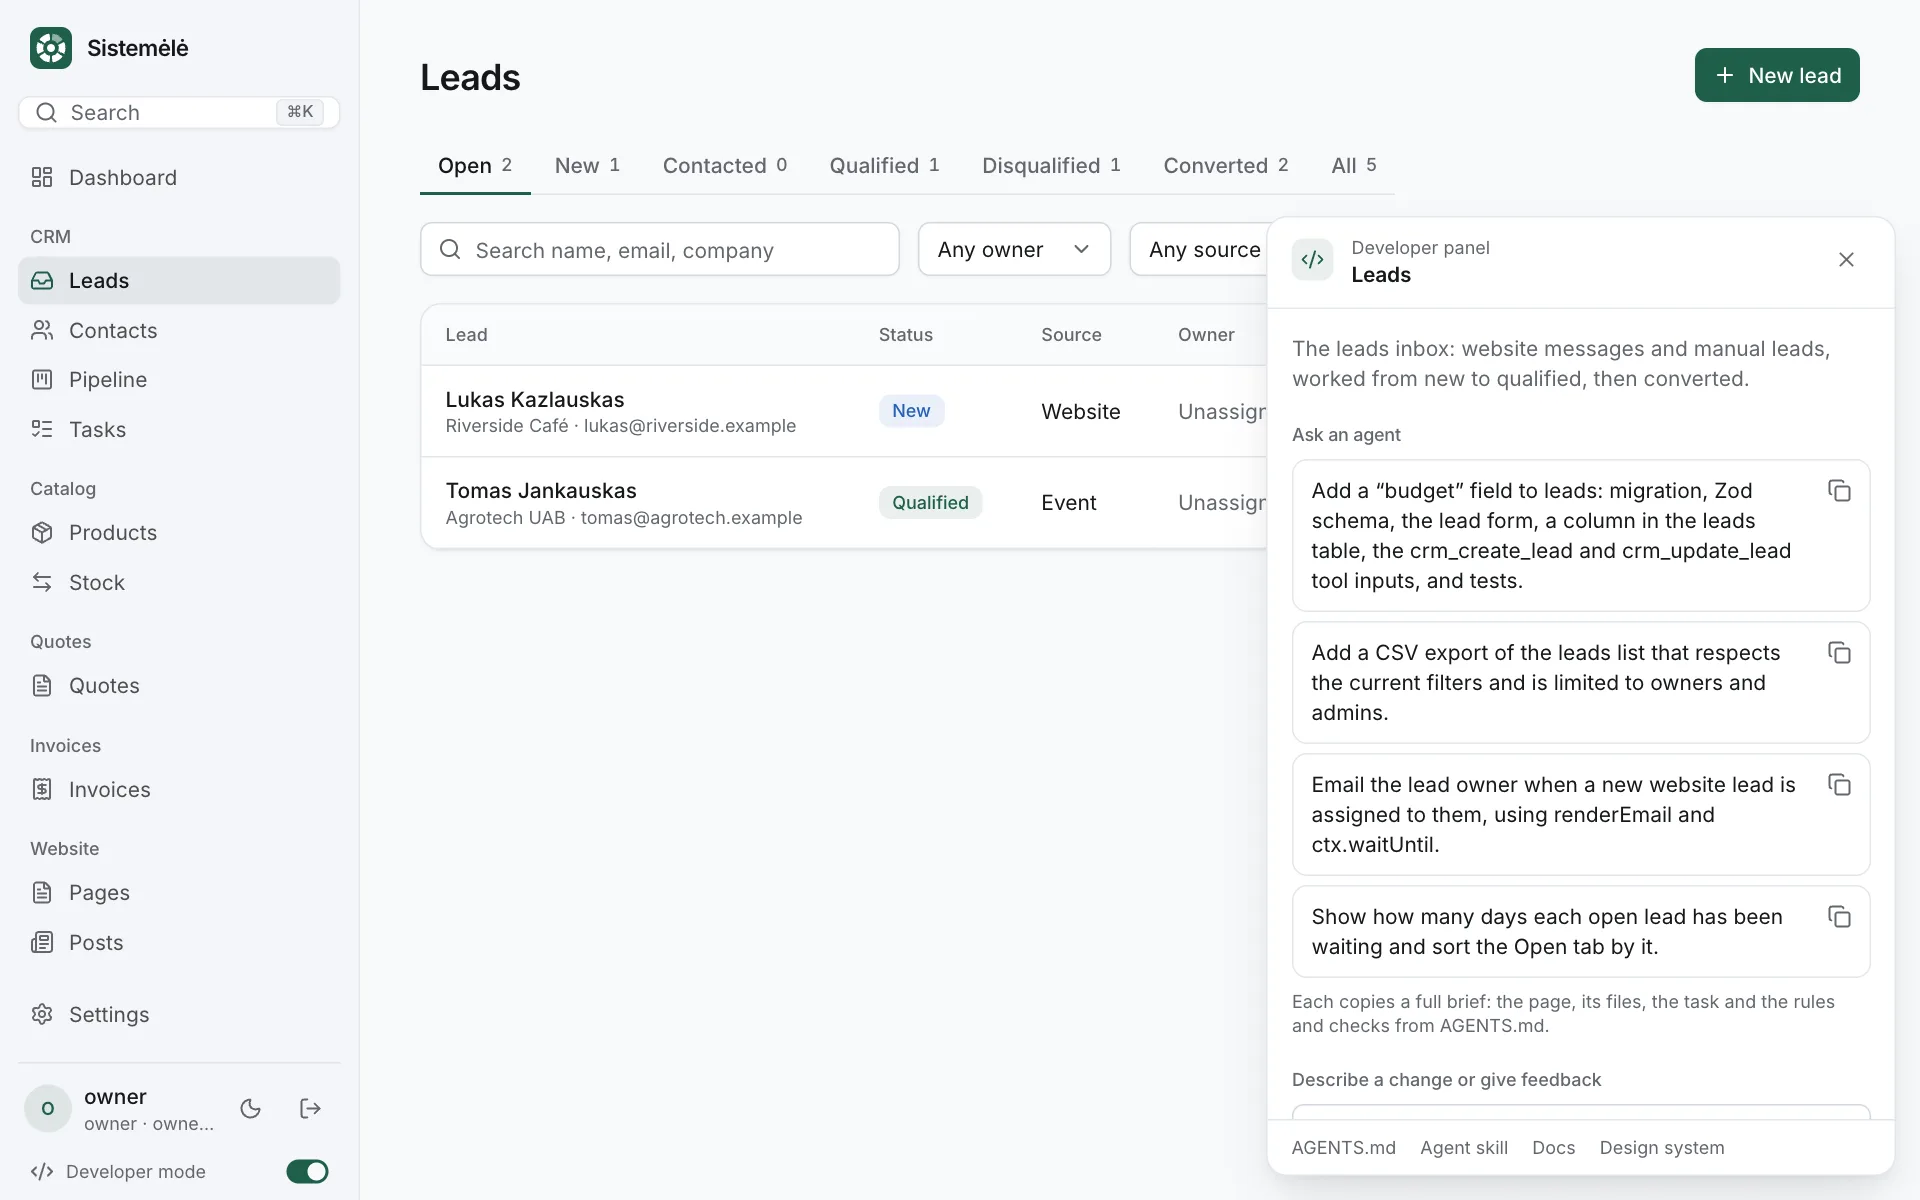 Sistemėlė
Search ⌘K
Dashboard
CRM
Leads
Contacts
Pipeline
Tasks
Catalog
Products
Stock
Quotes
Quotes
Invoices
Invoices
Website
Pages
Posts
Settings
O
owner
owner · owne...
Developer mode
Leads
New lead
Open 2 New 1 Contacted 0 Qualified 1 Disqualified 1 Converted 2 All 5
Search name, email, company Any owner Any source
Lead Status Source Owner
Lukas Kazlauskas
Riverside Café · lukas@riverside.example
New Website Unassign
Tomas Jankauskas
Agrotech UAB · tomas@agrotech.example
Qualified Event Unassign
Developer panel
Leads
The leads inbox: website messages and manual leads,
worked from new to qualified, then converted.
Ask an agent
Add a “budget” field to leads: migration, Zod
schema, the lead form, a column in the leads
table, the crm_create_lead and crm_update_lead
tool inputs, and tests.
Add a CSV export of the leads list that respects
the current filters and is limited to owners and
admins.
Email the lead owner when a new website lead is
assigned to them, using renderEmail and
ctx.waitUntil.
Show how many days each open lead has been
waiting and sort the Open tab by it.
Each copies a full brief: the page, its files, the task and the rules
and checks from AGENTS.md.
Describe a change or give feedback
AGENTS.md Agent skill Docs Design system